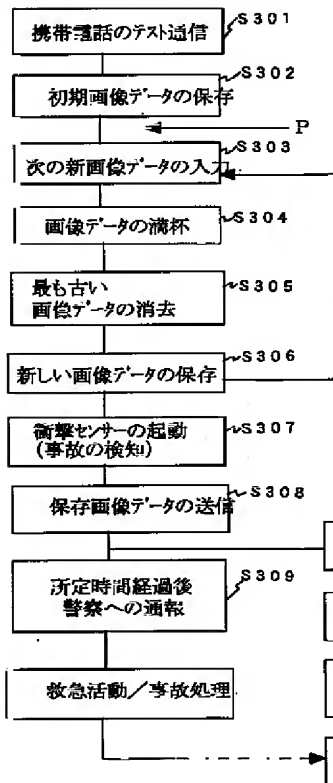 携帯電話のテスト通信
S301
初期画像データの保存
S302
P
次の新画像データの入力
S303
画像データの満杯
S304
最も古い
画像データの消去
S305
新しい画像データの保存
S306
衝撃センサーの起動
(事故の検知)
S307
保存画像データの送信
S308
所定時間経過後
警察への通報
S309
救急活動/事故処理